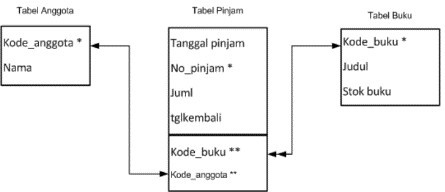 Tabel Anggota
Kode_anggota *
Nama
Tabel Pinjam
Tanggal pinjam
No_pinjam *
Juml
tglkembali
Kode_buku **
Kode_anggota **
Tabel Buku
Kode_buku *
Judul
Stok buku